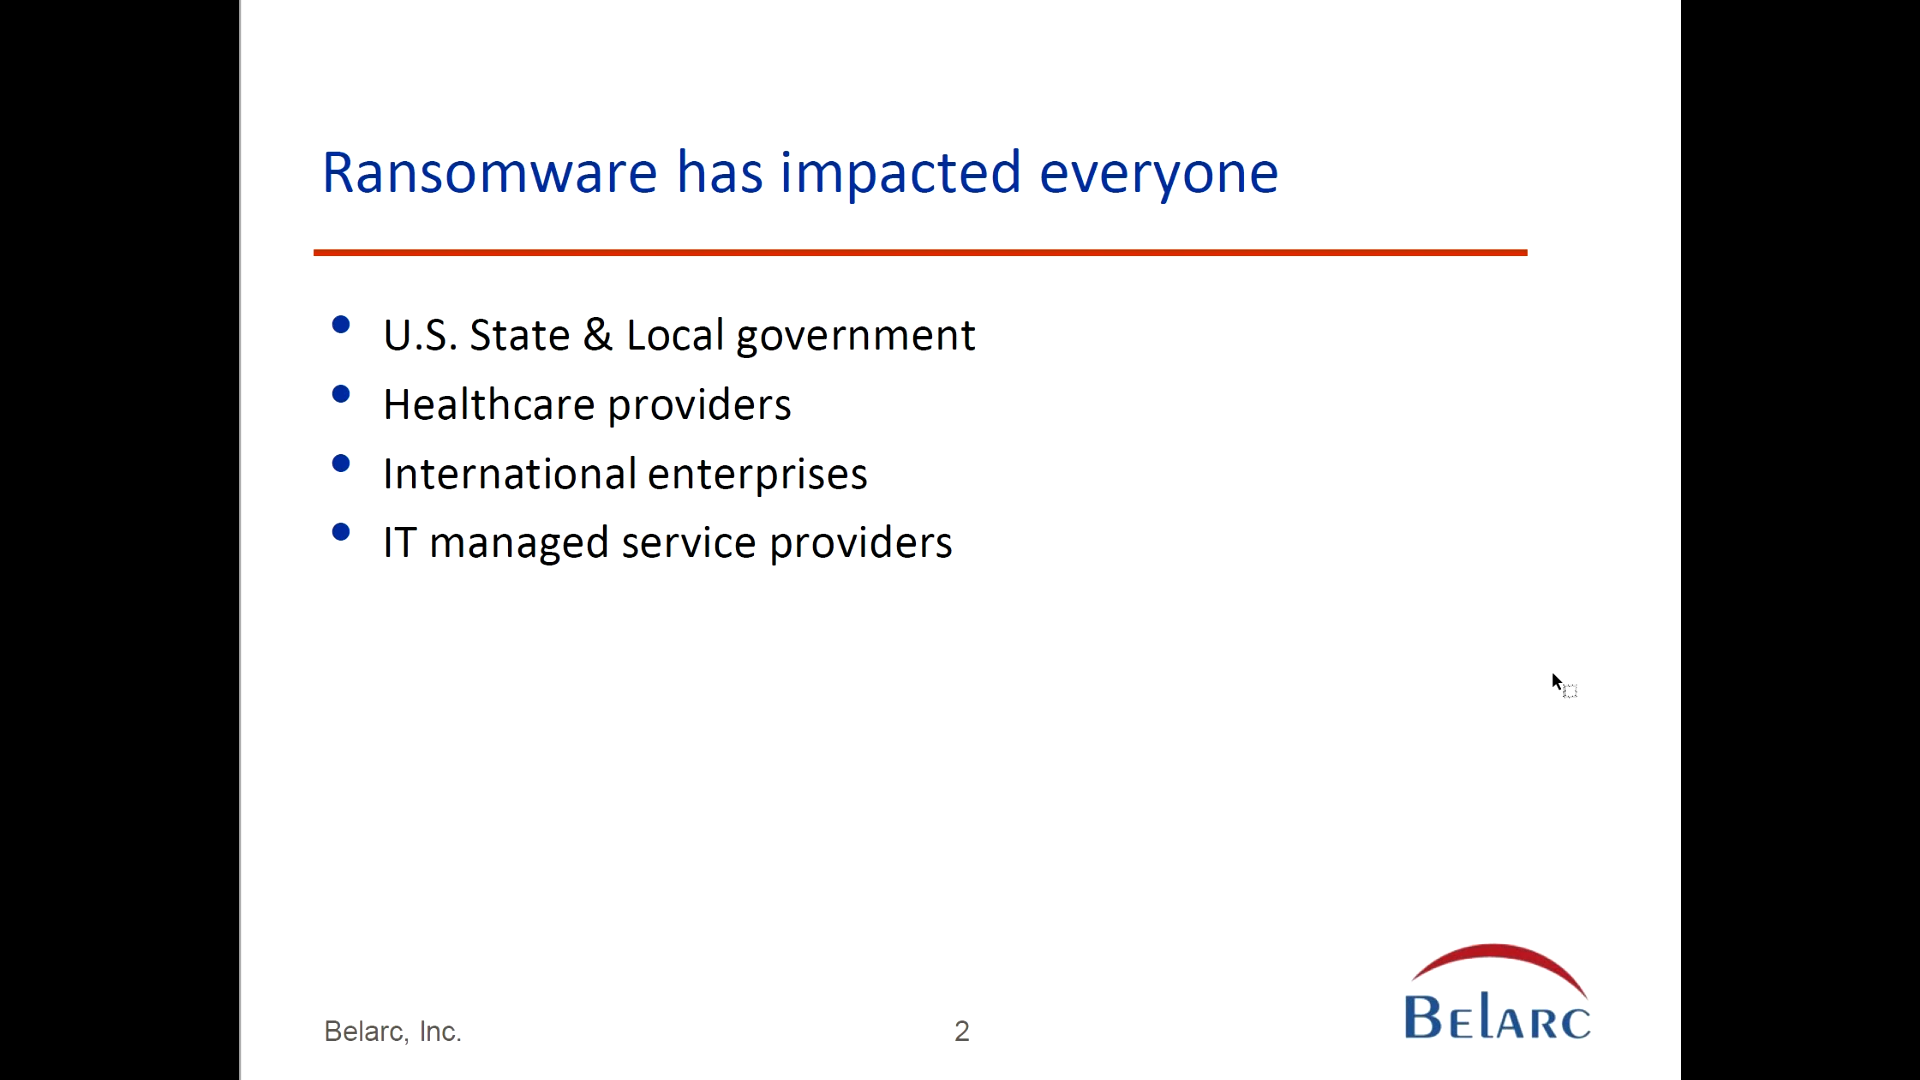 Ransomware has impacted everyone
• U.S. State & Local government
• Healthcare providers
• International enterprises
• IT managed service providers
Belarc, Inc.
2
BELARC